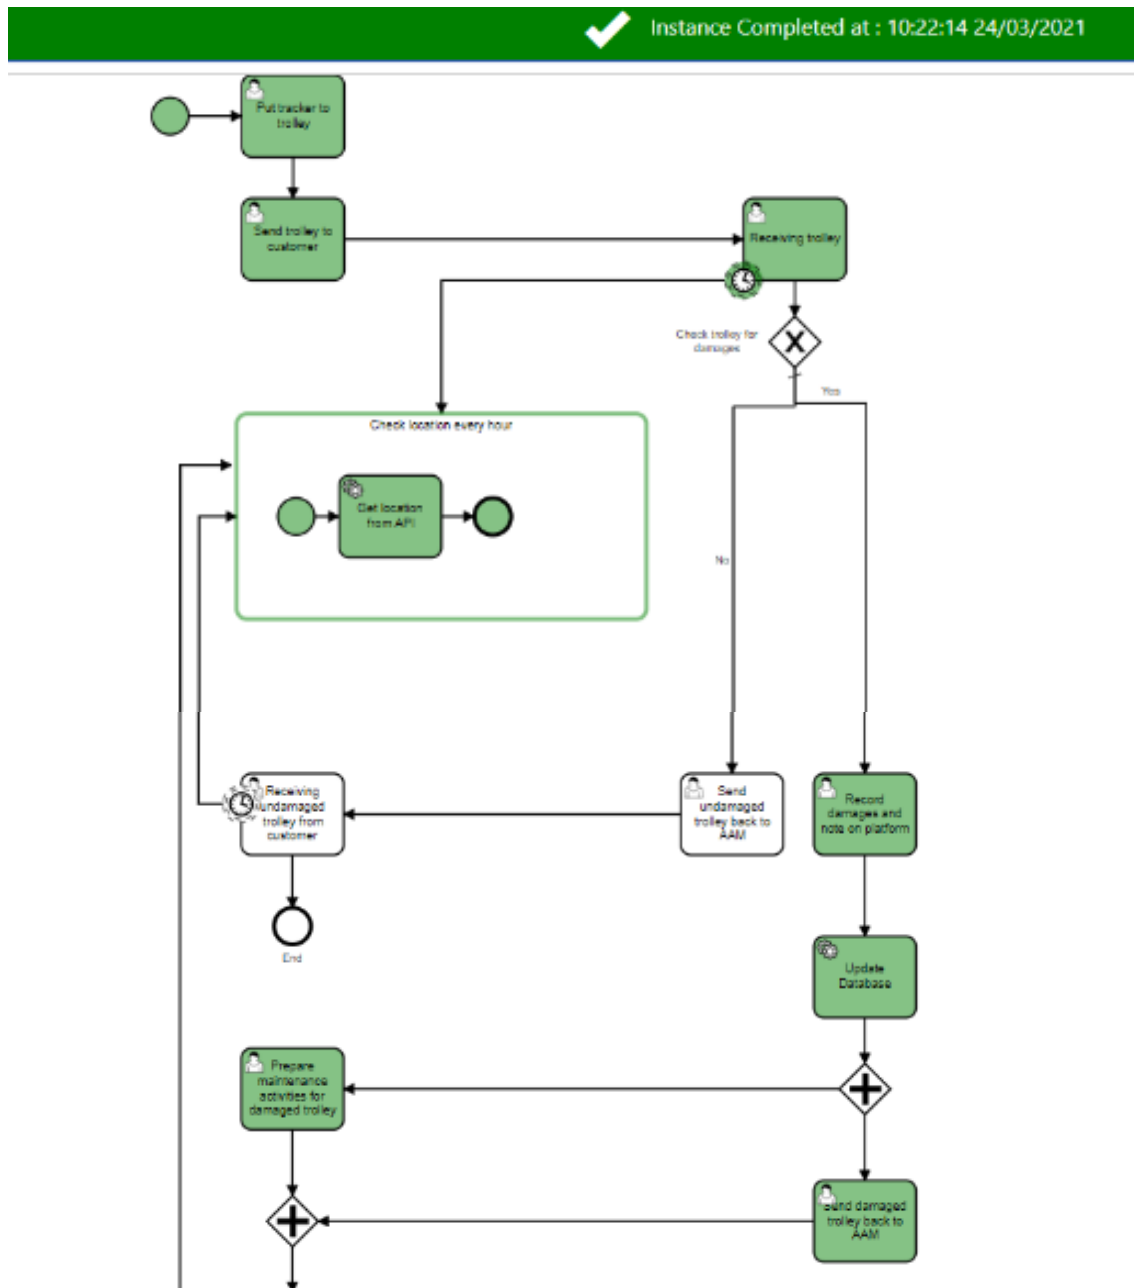 Instance Completed at : 10:22:14 24/03/2021
Put tracker to
trolley
Send trolley to
customer
Receiving trolley
Check trolley for
damages
Yes
Check location every hour
Get location
from API
No
Receiving
undamaged
trolley from
customer
Send
undamaged
trolley back to
AAM
Record
damages and
note on platform
End
Update
Database
Prepare
maintenance
activities for
damaged trolley
Send damaged
trolley back to
AAM